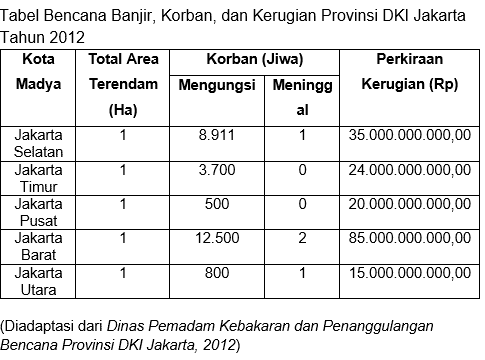 Tabel Bencana Banjir, Korban, dan Kerugian Provinsi DKI Jakarta
Tahun 2012
Kota Total Area Korban (Jiwa) Perkiraan
Madya Terendam Mengungsi Meningg Kerugian (Rp)
(Ha) al
Jakarta 1 8.911 1 35.000.000.000,00
Selatan
Jakarta 1 3.700 0 24.000.000.000,00
Timur
Jakarta 1 500 0 20.000.000.000,00
Pusat
Jakarta 1 12.500 2 85.000.000.000,00
Barat
Jakarta 1 800 1 15.000.000.000,00
Utara
(Diadaptasi dari Dinas Pemadam Kebakaran dan Penanggulangan
Bencana Provinsi DKI Jakarta, 2012)